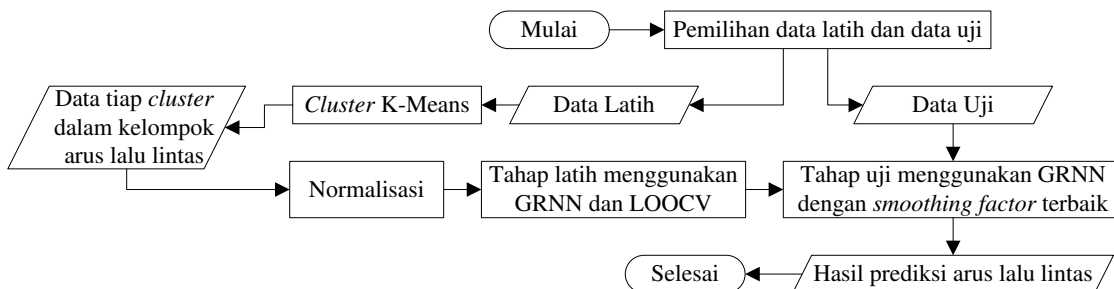 Mulai
Pemilihan data latih dan data uji
Data tiap cluster
dalam kelompok
arus lalu lintas
Cluster K-Means
Data Latih
Data Uji
Normalisasi
Tahap latih menggunakan
GRNN dan LOOCV
Tahap uji menggunakan GRNN
dengan smoothing factor terbaik
Selesai
Hasil prediksi arus lalu lintas